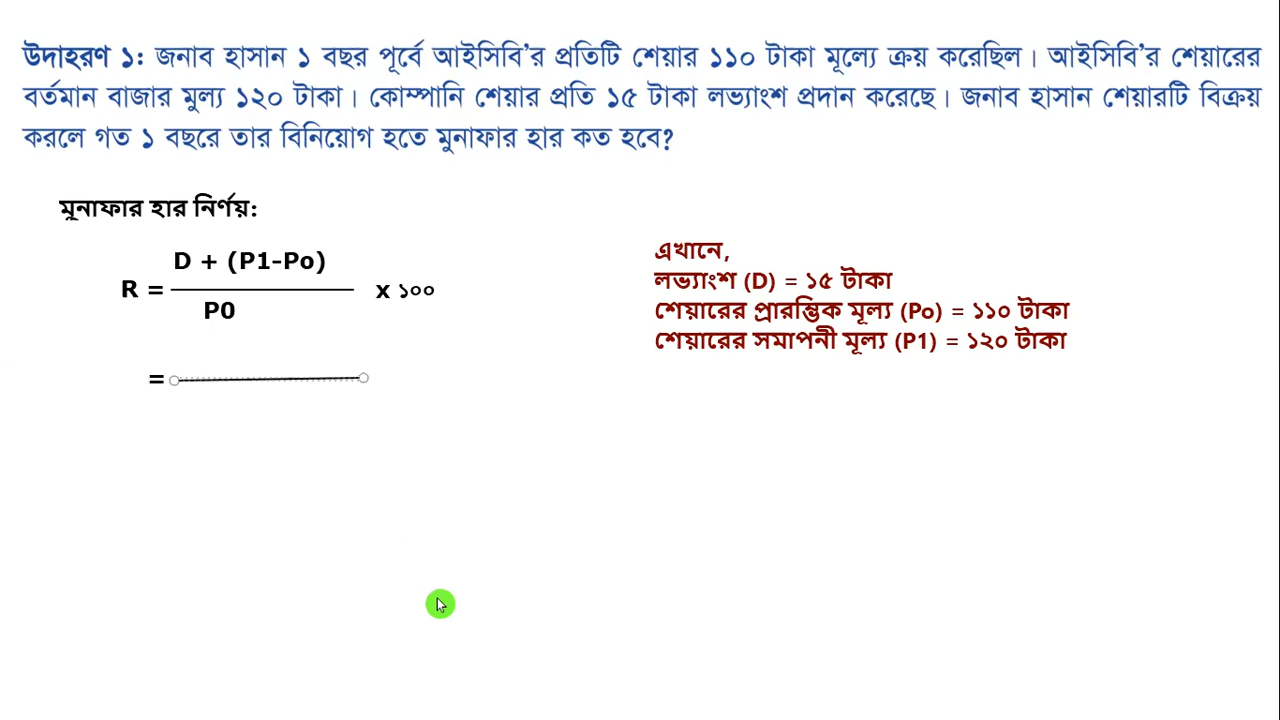 উদাহরণ ১: জনাব হাসান ১ বছর পূর্বে আইসিবি’র প্রতিটি শেয়ার ১১০ টাকা মূল্যে ক্রয় করেছিল। আইসিবি’র শেয়ারের
বর্তমান বাজার মুল্য ১২০ টাকা। কোম্পানি শেয়ার প্রতি ১৫ টাকা লভ্যাংশ প্রদান করেছে। জনাব হাসান শেয়ারটি বিক্রয়
করলে গত ১ বছরে তার বিনিয়োগ হতে মুনাফার হার কত হবে?
মুনাফার হার নির্ণয়:
D + (P1-Po)
R = x ১০০
P0
=
এখানে,
লভ্যাংশ (D) = ১৫ টাকা
শেয়ারের প্রারম্ভিক মূল্য (Po) = ১১০ টাকা
শেয়ারের সমাপনী মূল্য (P1) = ১২০ টাকা